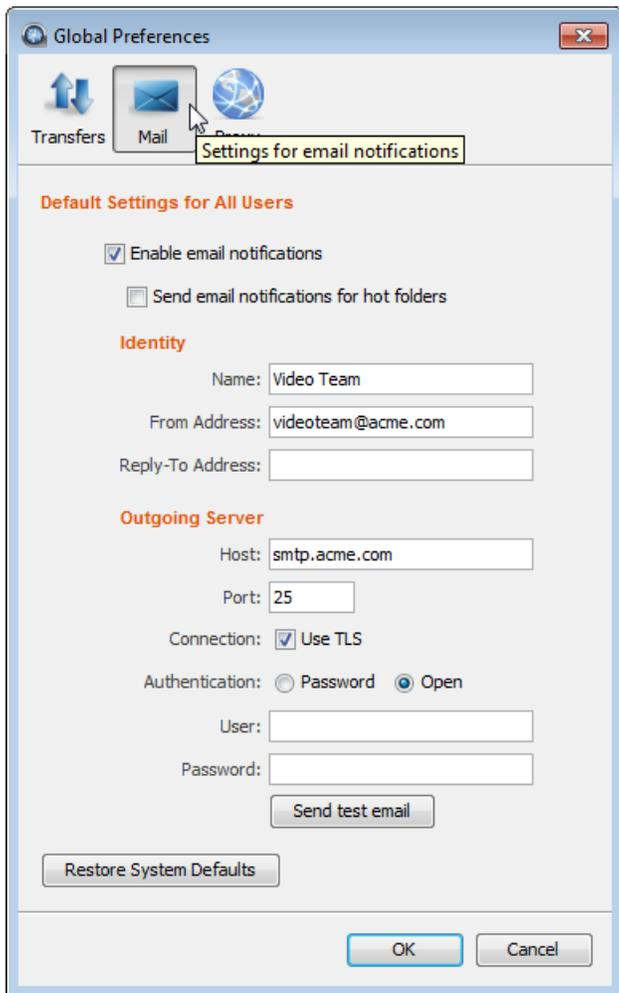 Global Preferences
Transfers Mail Proxy
Settings for email notifications
Default Settings for All Users
Enable email notifications
Send email notifications for hot folders
Identity
Name: Video Team
From Address: videoteam@acme.com
Reply-To Address:
Outgoing Server
Host: smtp.acme.com
Port: 25
Connection: Use TLS
Authentication: Password Open
User:
Password:
Send test email
Restore System Defaults
OK Cancel